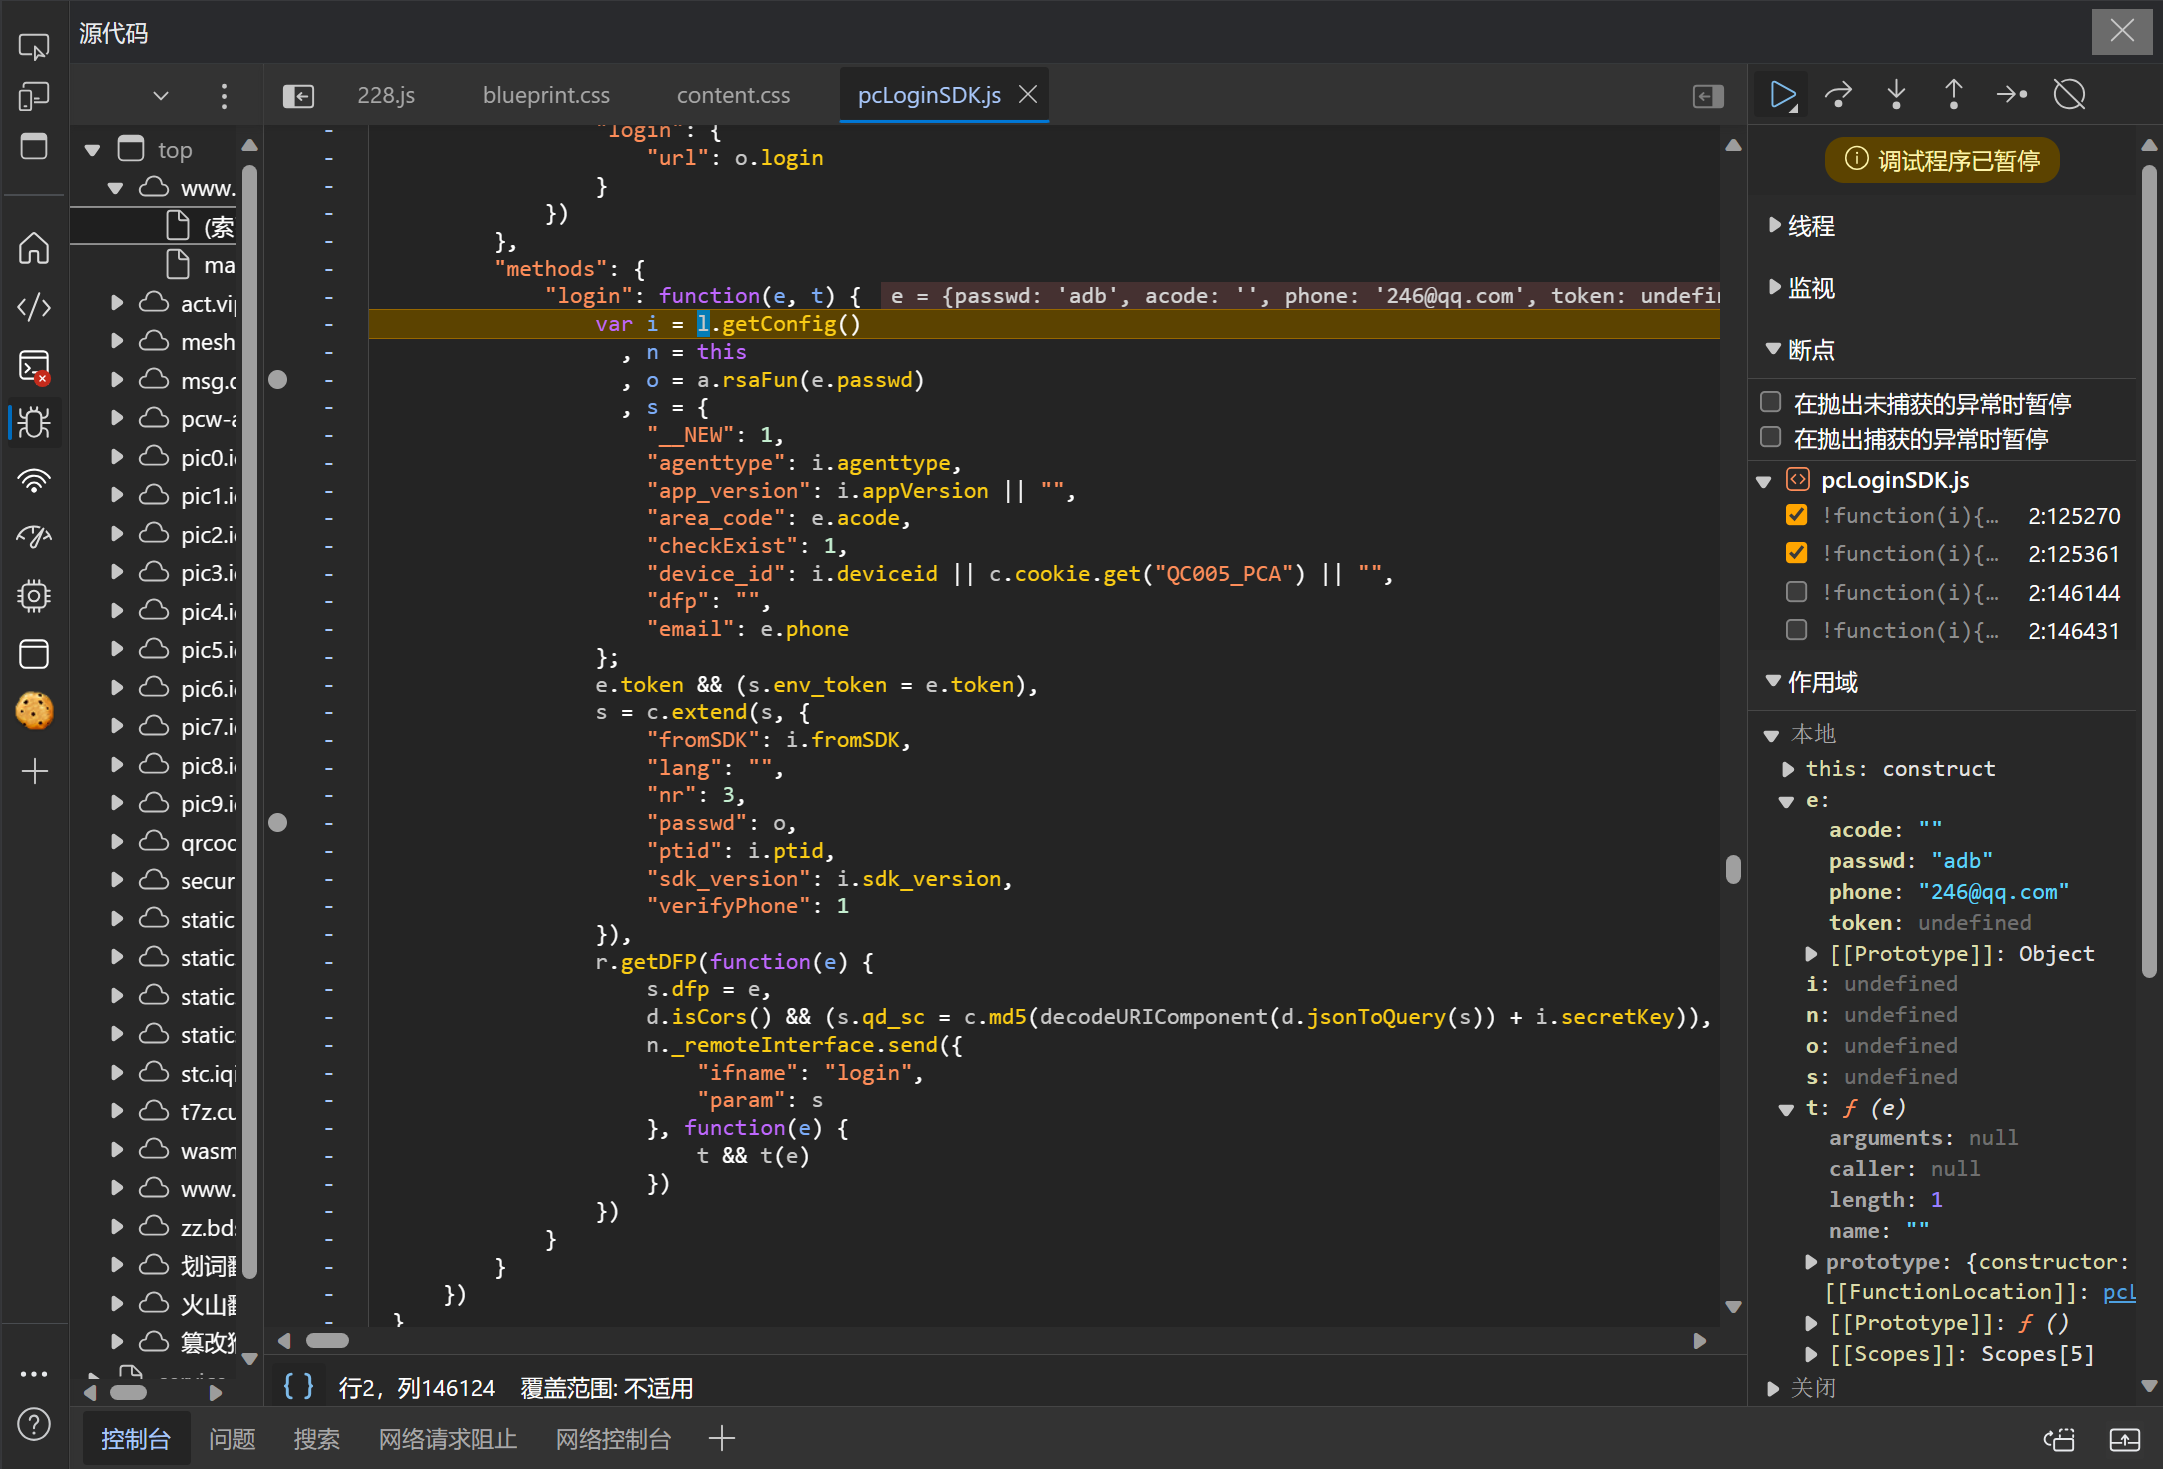 源代码
228.js
blueprint.css
content.css
pcLoginSDK.js
top
www.
(索
ma
act.vi
mesh
msg.
pcw-a
pic0.i
pic1.i
pic2.i
pic3.i
pic4.i
pic5.i
pic6.i
pic7.i
pic8.i
pic9.i
qrcod
secur
static
static
static
static
stc.iqi
t7z.cu
wasm
www.
zz.bd
划词
火山
篡改
"login": {
"url": o.login
}
})
},
"methods": {
"login": function(e, t) { e = {passwd: 'adb', acode: '', phone: '246@qq.com', token: undefi
var i = l.getConfig()
, n = this
, o = a.rsaFun(e.passwd)
, s = {
"__NEW": 1,
"agenttype": i.agenttype,
"app_version": i.appVersion || "",
"area_code": e.acode,
"checkExist": 1,
"device_id": i.deviceid || c.cookie.get("QC005_PCA") || "",
"dfp": "",
"email": e.phone
};
e.token && (s.env_token = e.token),
s = c.extend(s, {
"fromSDK": i.fromSDK,
"lang": "",
"nr": 3,
"passwd": o,
"ptid": i.ptid,
"sdk_version": i.sdk_version,
"verifyPhone": 1
}),
r.getDFP(function(e) {
s.dfp = e,
d.isCors() && (s.qd_sc = c.md5(decodeURIComponent(d.jsonToQuery(s)) + i.secretKey)),
n._remoteInterface.send({
"ifname": "login",
"param": s
}, function(e) {
t && t(e)
})
})
}
}
})
}
{ } 行2，列146124 覆盖范围: 不适用
调试程序已暂停
线程
监视
断点
在抛出未捕获的异常时暂停
在抛出捕获的异常时暂停
pcLoginSDK.js
!function(i){… 2:125270
!function(i){… 2:125361
!function(i){… 2:146144
!function(i){… 2:146431
作用域
本地
this: construct
e:
acode: ""
passwd: "adb"
phone: "246@qq.com"
token: undefined
[[Prototype]]: Object
i: undefined
n: undefined
o: undefined
s: undefined
t: ƒ (e)
arguments: null
caller: null
length: 1
name: ""
prototype: {constructor:
[[FunctionLocation]]: pcL
[[Prototype]]: ƒ ()
[[Scopes]]: Scopes[5]
关闭
控制台
问题
搜索
网络请求阻止
网络控制台